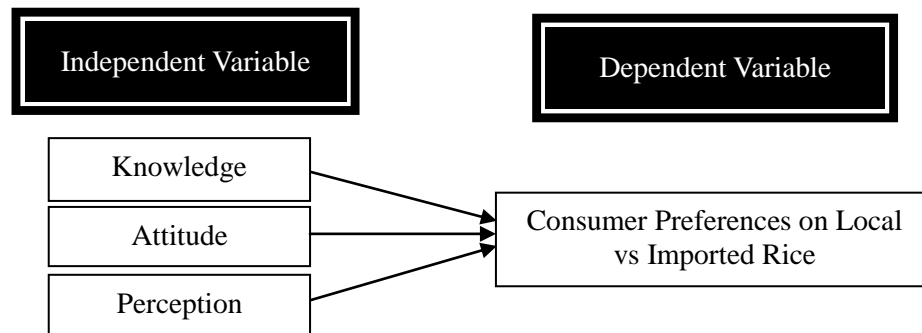 Independent Variable
Dependent Variable
Knowledge
Attitude
Perception
Consumer Preferences on Local
vs Imported Rice